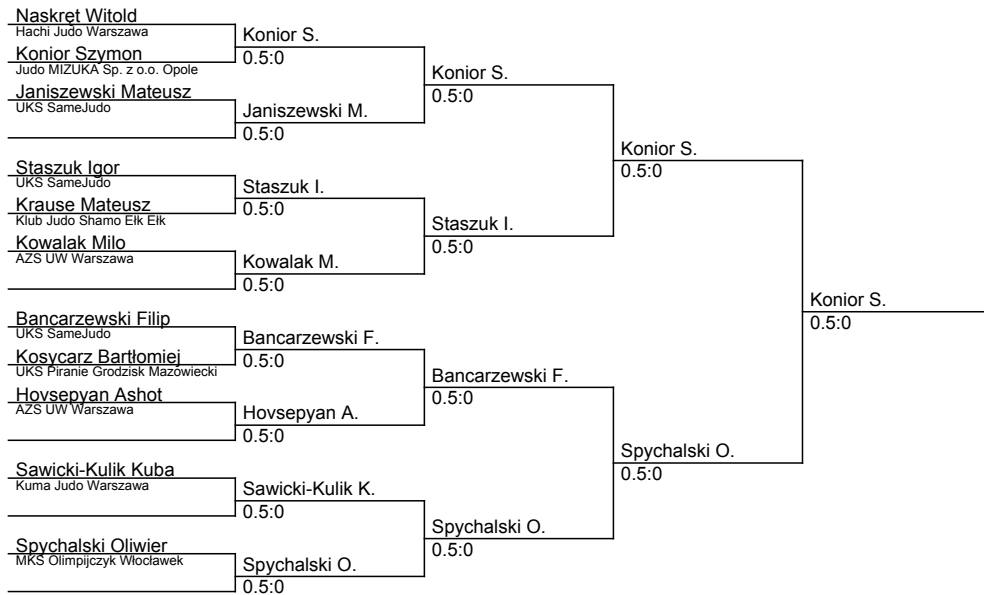 Naskręt Witold
Hachi Judo Warszawa
Konior Szymon
Judo MIZUKA Sp. z o.o. Opole
Janiszewski Mateusz
UKS SameJudo
Staszuk Igor
UKS SameJudo
Krause Mateusz
Klub Judo Shamo Ełk Ełk
Kowalak Milo
AZS UW Warszawa
Bancarzewski Filip
UKS SameJudo
Kosycarz Bartłomiej
UKS Piranie Grodzisk Mazowiecki
Hovsepyan Ashot
AZS UW Warszawa
Sawicki-Kulik Kuba
Kuma Judo Warszawa
Spychalski Oliwier
MKS Olimpijczyk Włocławek
Konior S.
0.5:0
Janiszewski M.
0.5:0
Staszuk I.
0.5:0
Kowalak M.
0.5:0
Bancarzewski F.
0.5:0
Hovsepyan A.
0.5:0
Sawicki-Kulik K.
0.5:0
Spychalski O.
0.5:0
Konior S.
0.5:0
Staszuk I.
0.5:0
Bancarzewski F.
0.5:0
Spychalski O.
0.5:0
Konior S.
0.5:0
Spychalski O.
0.5:0
Konior S.
0.5:0